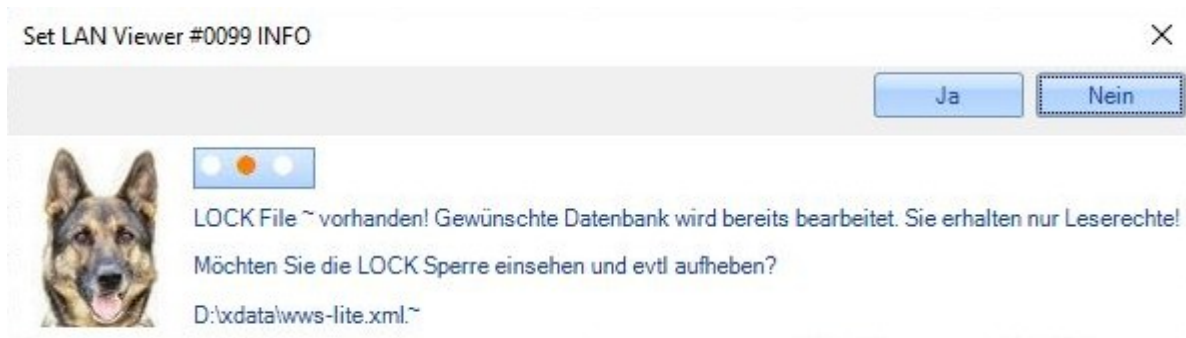 Set LAN Viewer #0099 INFO
Ja Nein
LOCK File ~ vorhanden! Gewünschte Datenbank wird bereits bearbeitet. Sie erhalten nur Leserechte!
Möchten Sie die LOCK Sperre einsehen und evtl aufheben?
D:\xdata\wws-lite.xml.~